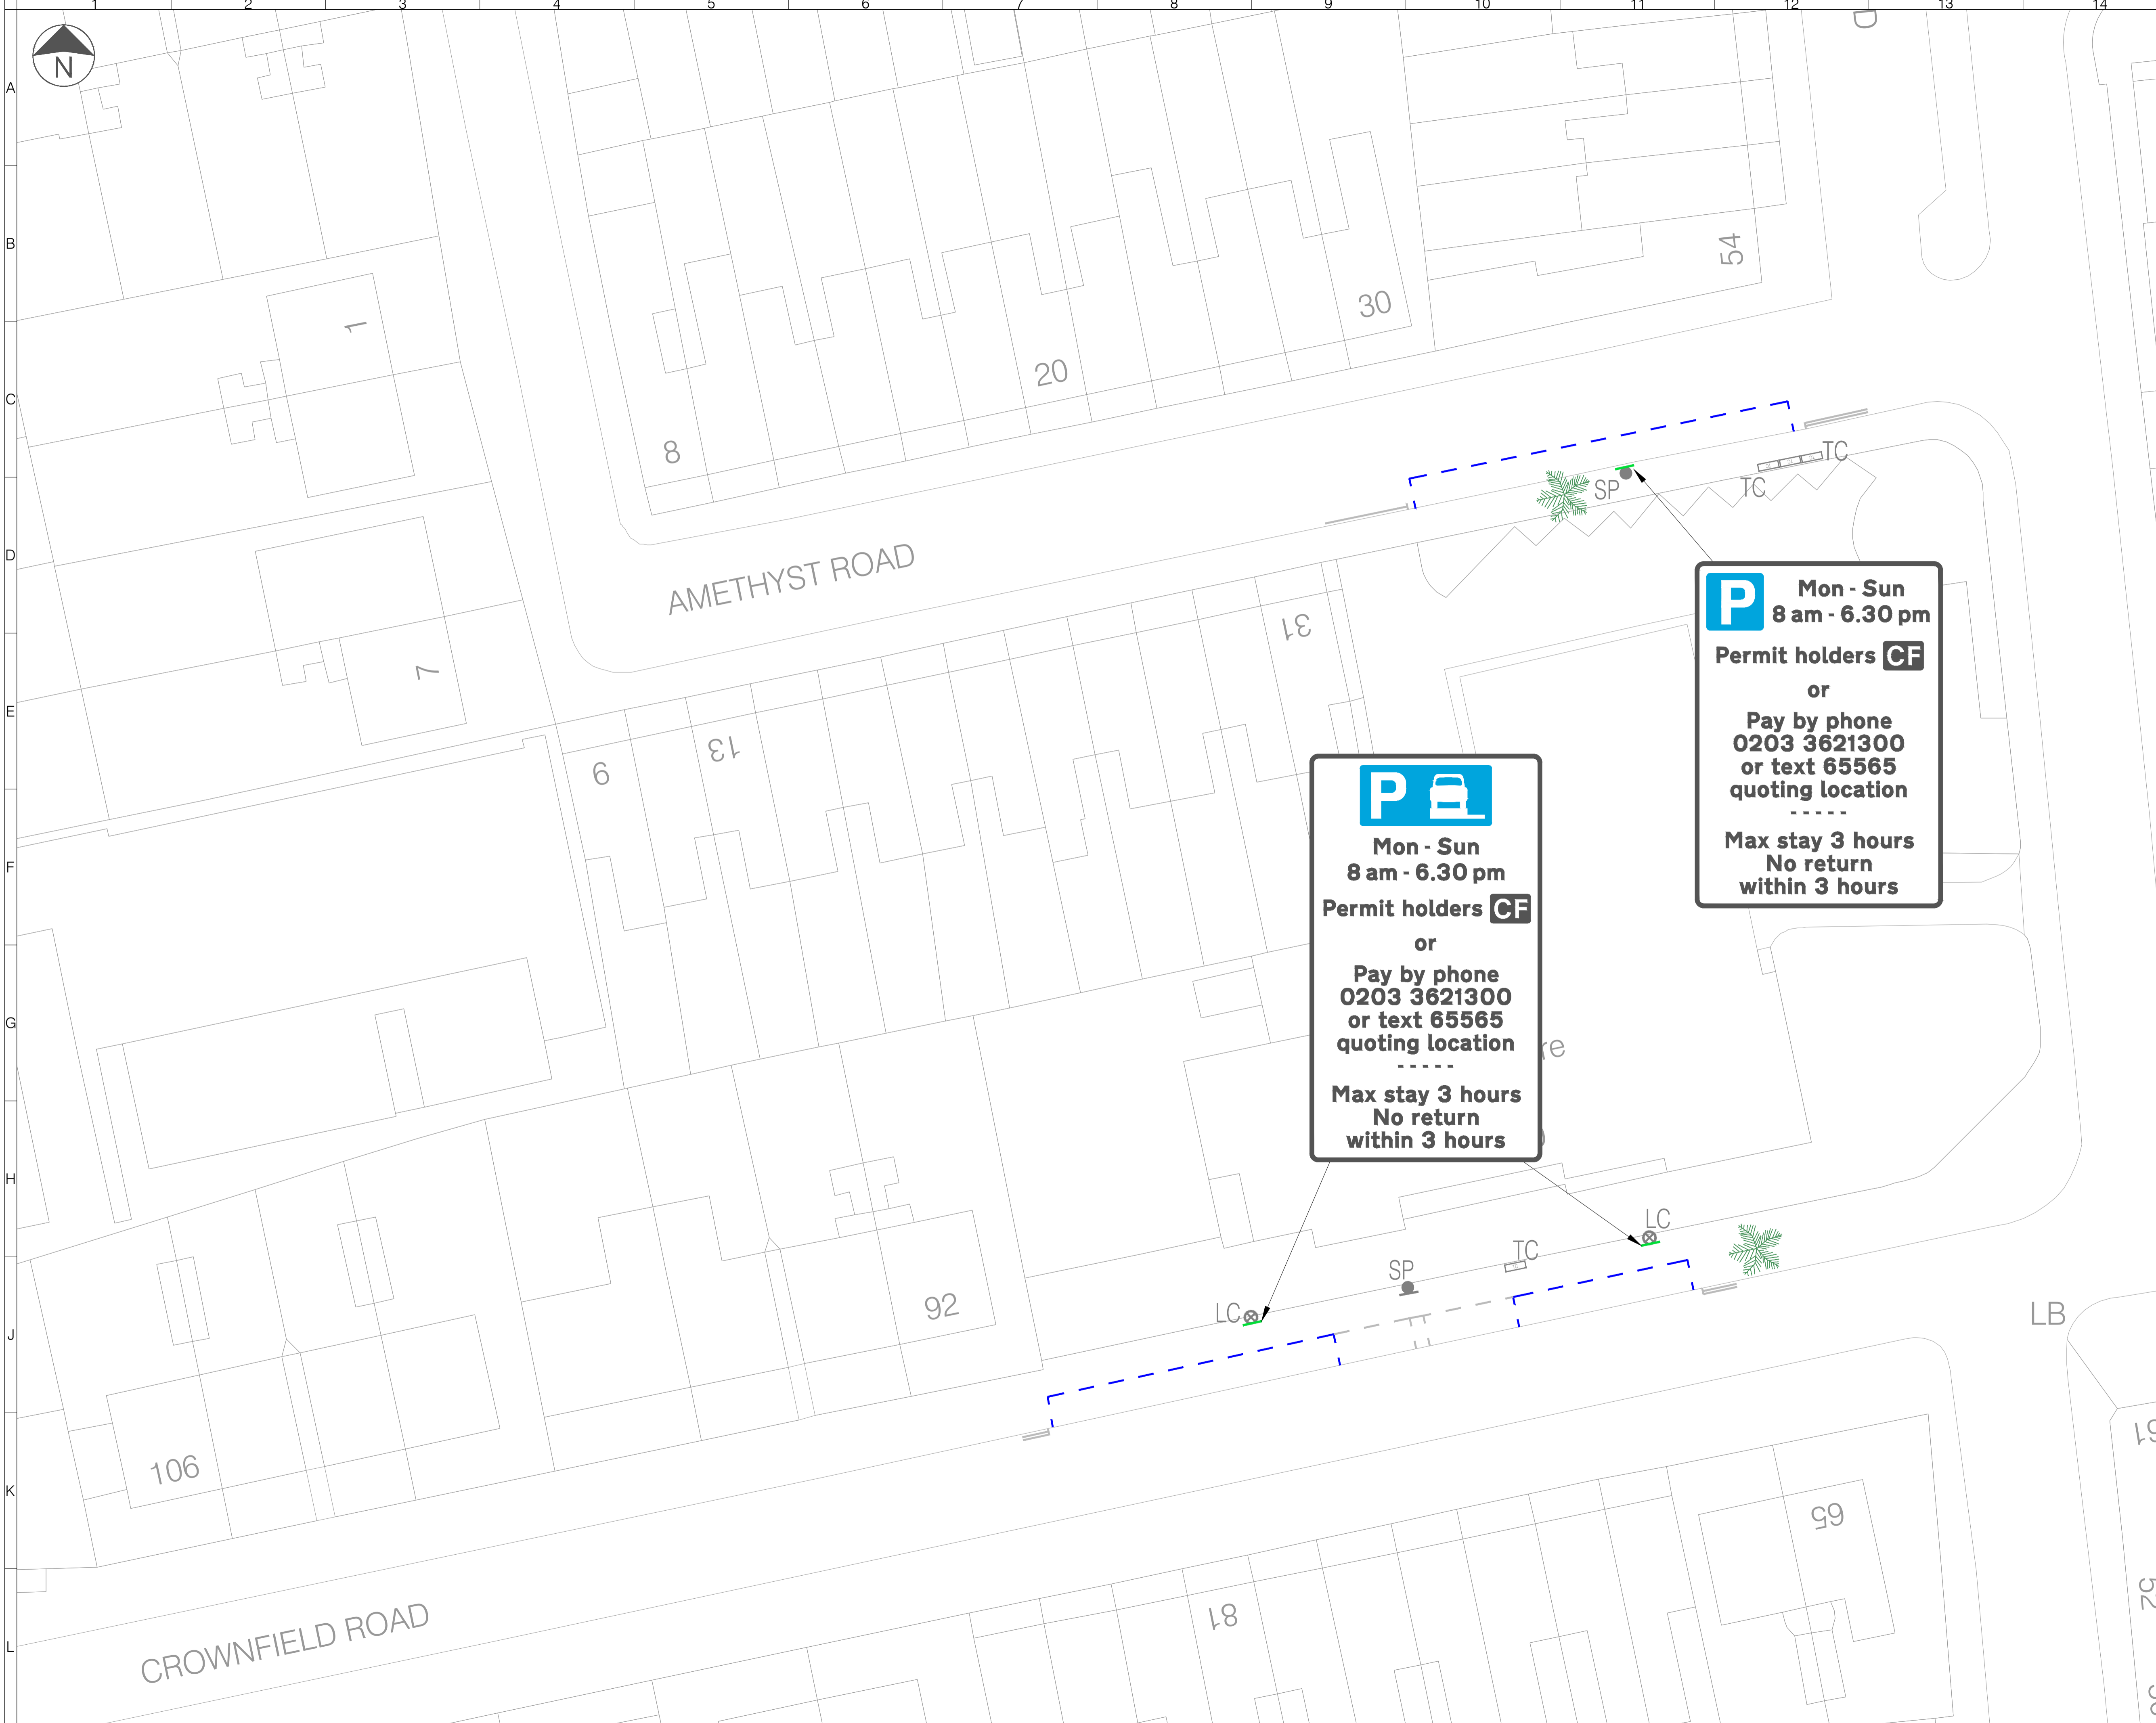 1 2 3 4 5 6 7 8 9 10 11 12 13 14
A
B
C
D
E
F
G
H
J
K
L
N
D
54
30
20
8
1
7
AMETHYST ROAD
TC
SP
TC
31
13
9
P Mon - Sun
8 am - 6.30 pm
Permit holders CF
or
Pay by phone
0203 3621300
or text 65565
quoting location
- - - - -
Max stay 3 hours
No return
within 3 hours
P
Mon - Sun
8 am - 6.30 pm
Permit holders CF
or
Pay by phone
0203 3621300
or text 65565
quoting location
- - - - -
Max stay 3 hours
No return
within 3 hours
re
LC
TC
SP
LC
92
LB
106
65
61
52
81
CROWNFIELD ROAD